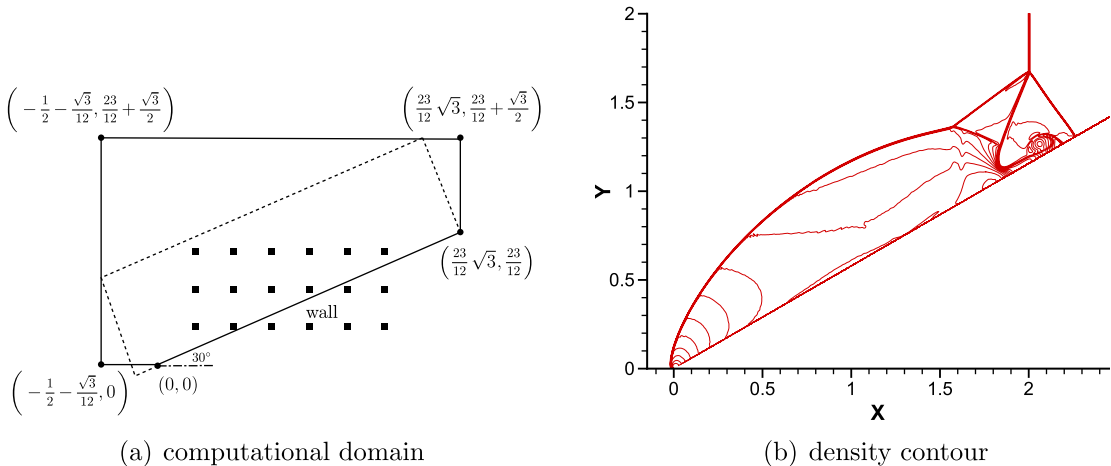 (-1/2 - √3/12, 23/12 + √3/2)
(23/12 √3, 23/12 + √3/2)
(23/12 √3, 23/12)
wall
30°
(0, 0)
(-1/2 - √3/12, 0)
(a) computational domain
2
1.5
1
0.5
0
Y
0
0.5
1
1.5
2
X
(b) density contour